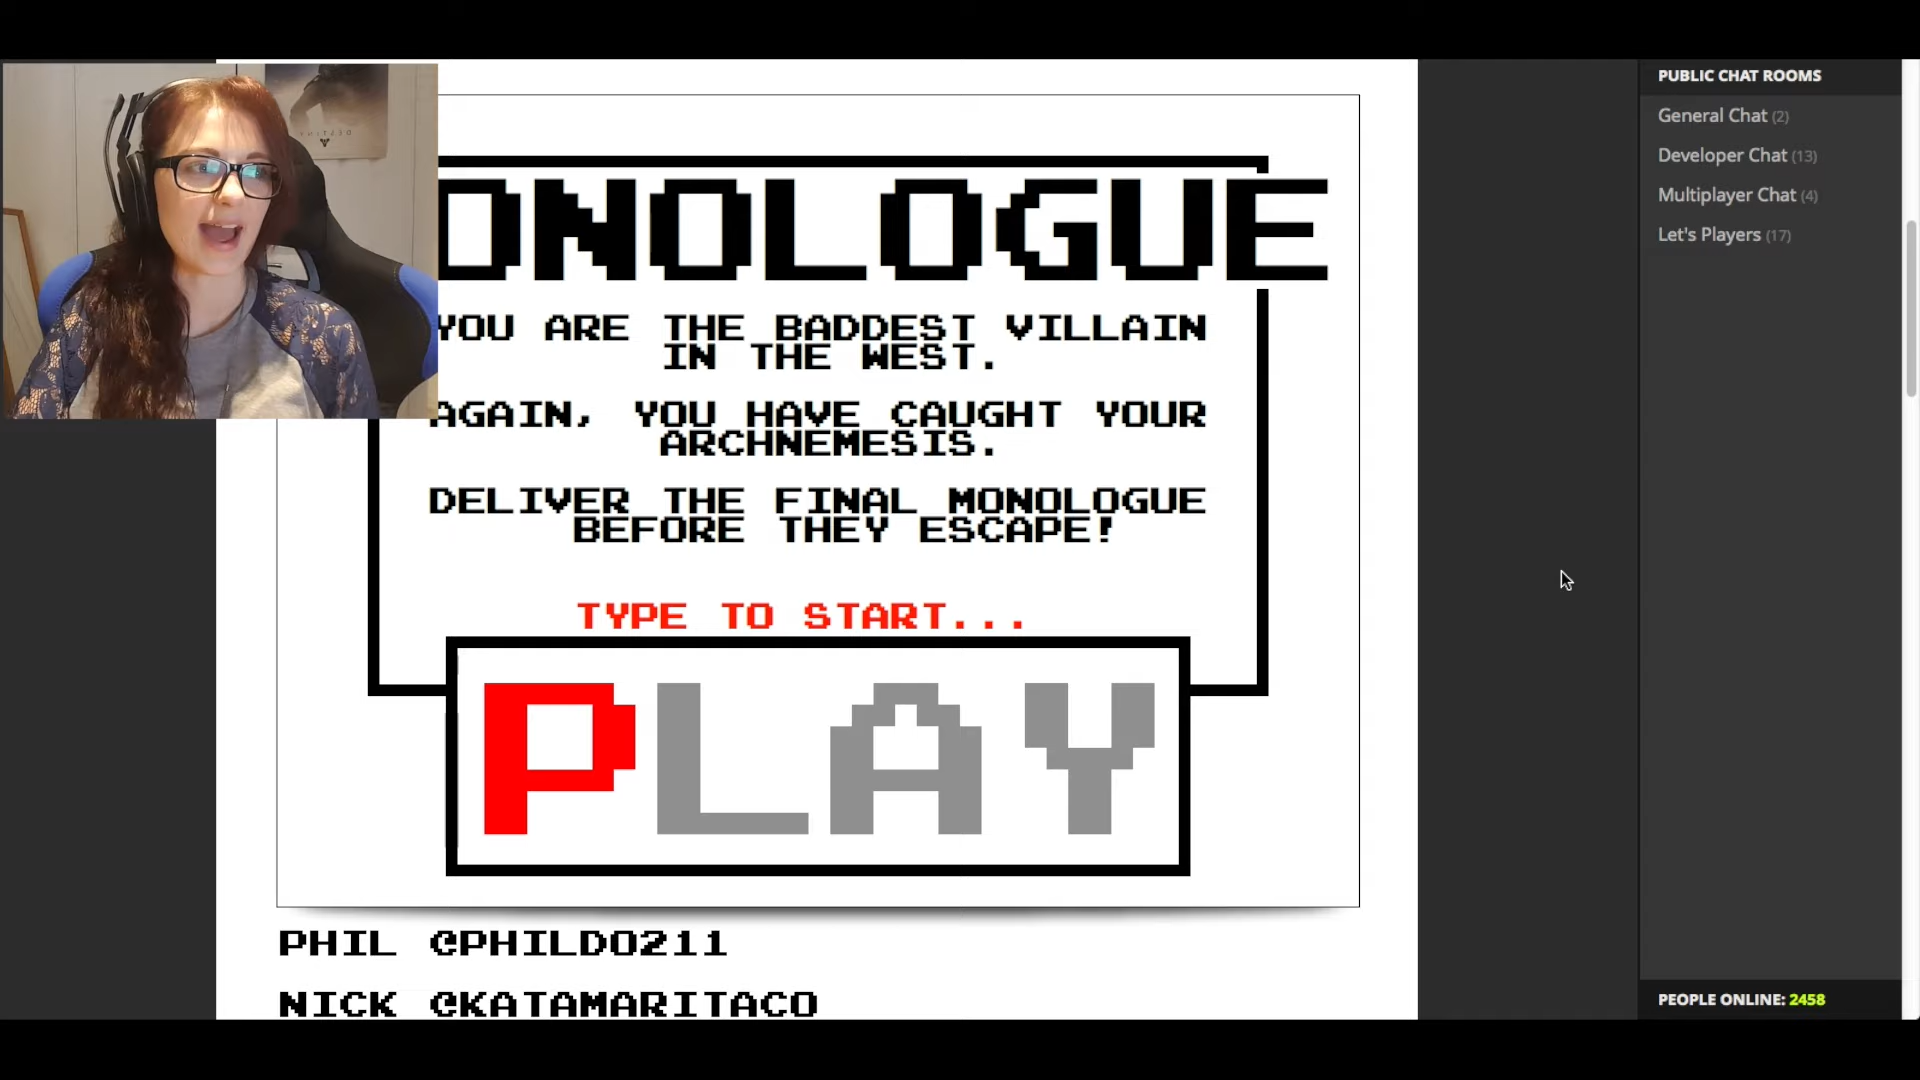 PUBLIC CHAT ROOMS
General Chat (2)
Developer Chat (13)
Multiplayer Chat (4)
Let's Players (17)
ONOLOGUE
YOU ARE THE BADDEST VILLAIN
IN THE WEST.
AGAIN, YOU HAVE CAUGHT YOUR
ARCHNEMESIS.
DELIVER THE FINAL MONOLOGUE
BEFORE THEY ESCAPE!
TYPE TO START...
PLAY
PHIL @PHILDO211
NICK @KATAMARITACO
PEOPLE ONLINE: 2458
DESTINY